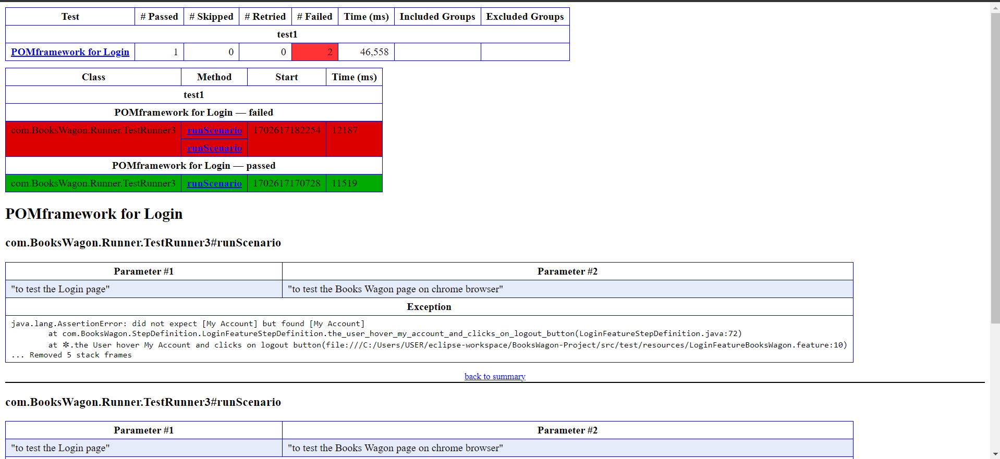 Test # Passed # Skipped # Retried # Failed Time (ms) Included Groups Excluded Groups
test1
POMframework for Login 1 0 0 2 46,558
Class Method Start Time (ms)
test1
POMframework for Login — failed
com.BooksWagon.Runner.TestRunner3 runScenario 1702617182254 12187
runScenario
POMframework for Login — passed
com.BooksWagon.Runner.TestRunner3 runScenario 1702617170728 11519
POMframework for Login
com.BooksWagon.Runner.TestRunner3#runScenario
Parameter #1 Parameter #2
"to test the Login page" "to test the Books Wagon page on chrome browser"
Exception
java.lang.AssertionError: did not expect [My Account] but found [My Account]
at com.BooksWagon.StepDefinition.LoginFeatureStepDefinition.the_user_hover_my_account_and_clicks_on_logout_button(LoginFeatureStepDefinition.java:72)
at ✽.the User hover My Account and clicks on logout button(file:///C:/Users/USER/eclipse-workspace/BooksWagon-Project/src/test/resources/LoginFeatureBooksWagon.feature:10)
... Removed 5 stack frames
back to summary
com.BooksWagon.Runner.TestRunner3#runScenario
Parameter #1 Parameter #2
"to test the Login page" "to test the Books Wagon page on chrome browser"